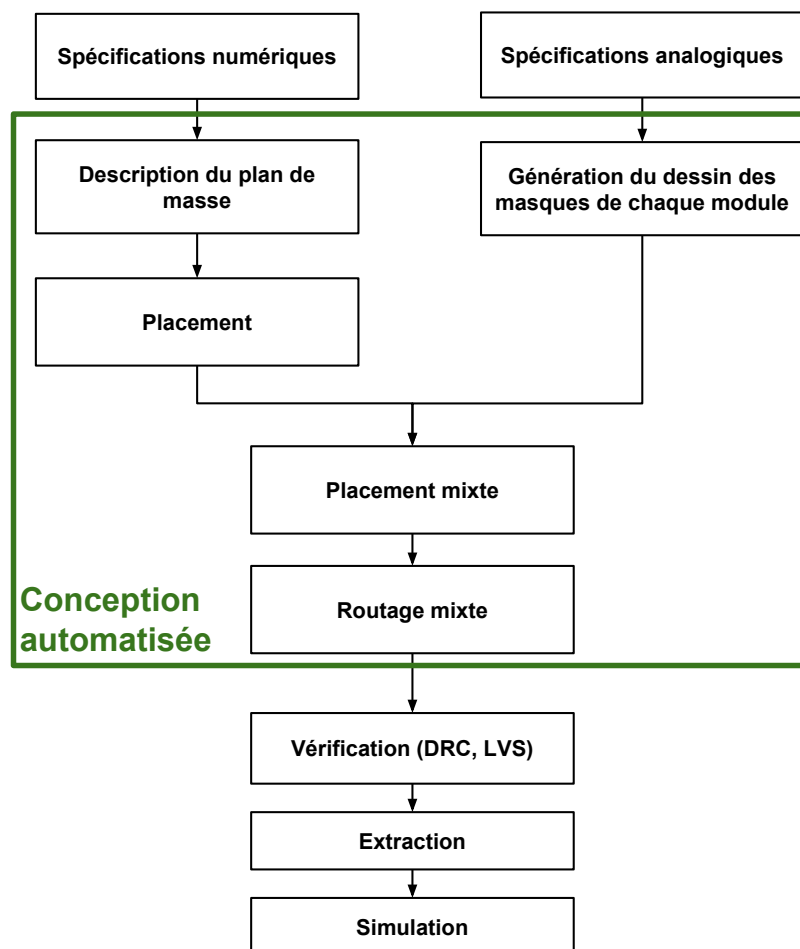 Spécifications numériques
Spécifications analogiques
Description du plan de
masse
Génération du dessin des
masques de chaque module
Placement
Placement mixte
Conception
automatisée
Routage mixte
Vérification (DRC, LVS)
Extraction
Simulation